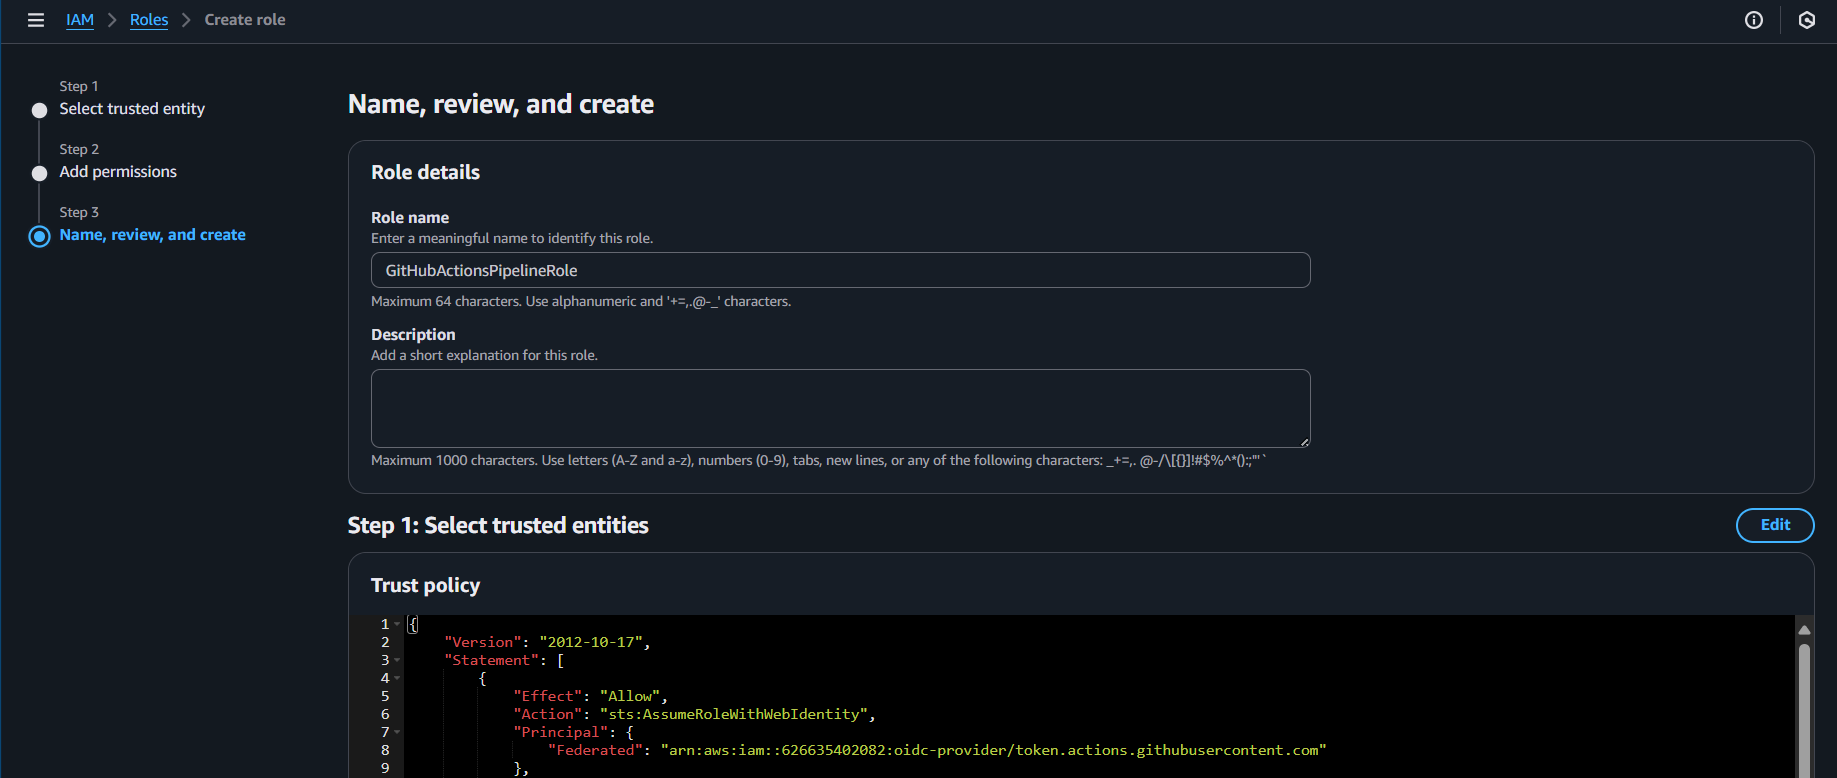 IAM > Roles > Create role
Step 1
Select trusted entity
Step 2
Add permissions
Step 3
Name, review, and create
Name, review, and create
Role details
Role name
Enter a meaningful name to identify this role.
GitHubActionsPipelineRole
Maximum 64 characters. Use alphanumeric and '+=,.@-_' characters.
Description
Add a short explanation for this role.
Maximum 1000 characters. Use letters (A-Z and a-z), numbers (0-9), tabs, new lines, or any of the following characters: _+=,. @-/\[{}]!#$%^*():;"'`
Step 1: Select trusted entities
Edit
Trust policy
1 {
2 "Version": "2012-10-17",
3 "Statement": [
4 {
5 "Effect": "Allow",
6 "Action": "sts:AssumeRoleWithWebIdentity",
7 "Principal": {
8 "Federated": "arn:aws:iam::626635402082:oidc-provider/token.actions.githubusercontent.com"
9 },